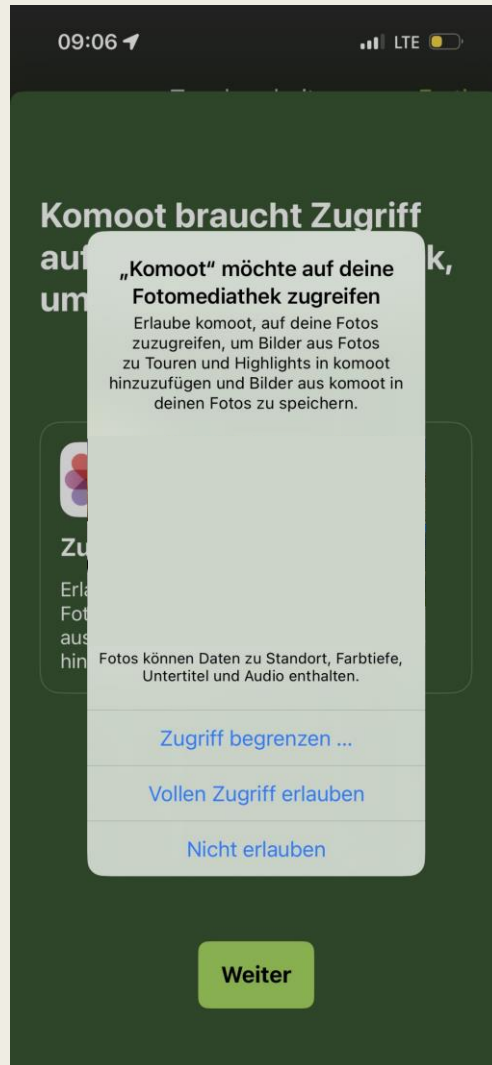 09:06
LTE
Komoot braucht Zugriff
auf
k,
um
„Komoot“ möchte auf deine
Fotomediathek zugreifen
Erlaube komoot, auf deine Fotos
zuzugreifen, um Bilder aus Fotos
zu Touren und Highlights in komoot
hinzuzufügen und Bilder aus komoot in
deinen Fotos zu speichern.
Zu
Erla
Fot
aus
hin
Fotos können Daten zu Standort, Farbtiefe,
Untertitel und Audio enthalten.
Zugriff begrenzen ...
Vollen Zugriff erlauben
Nicht erlauben
Weiter